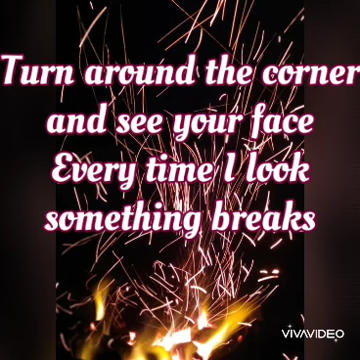 Turn around the corner
and see your face
Every time I look
something breaks
VIVAVIDEO